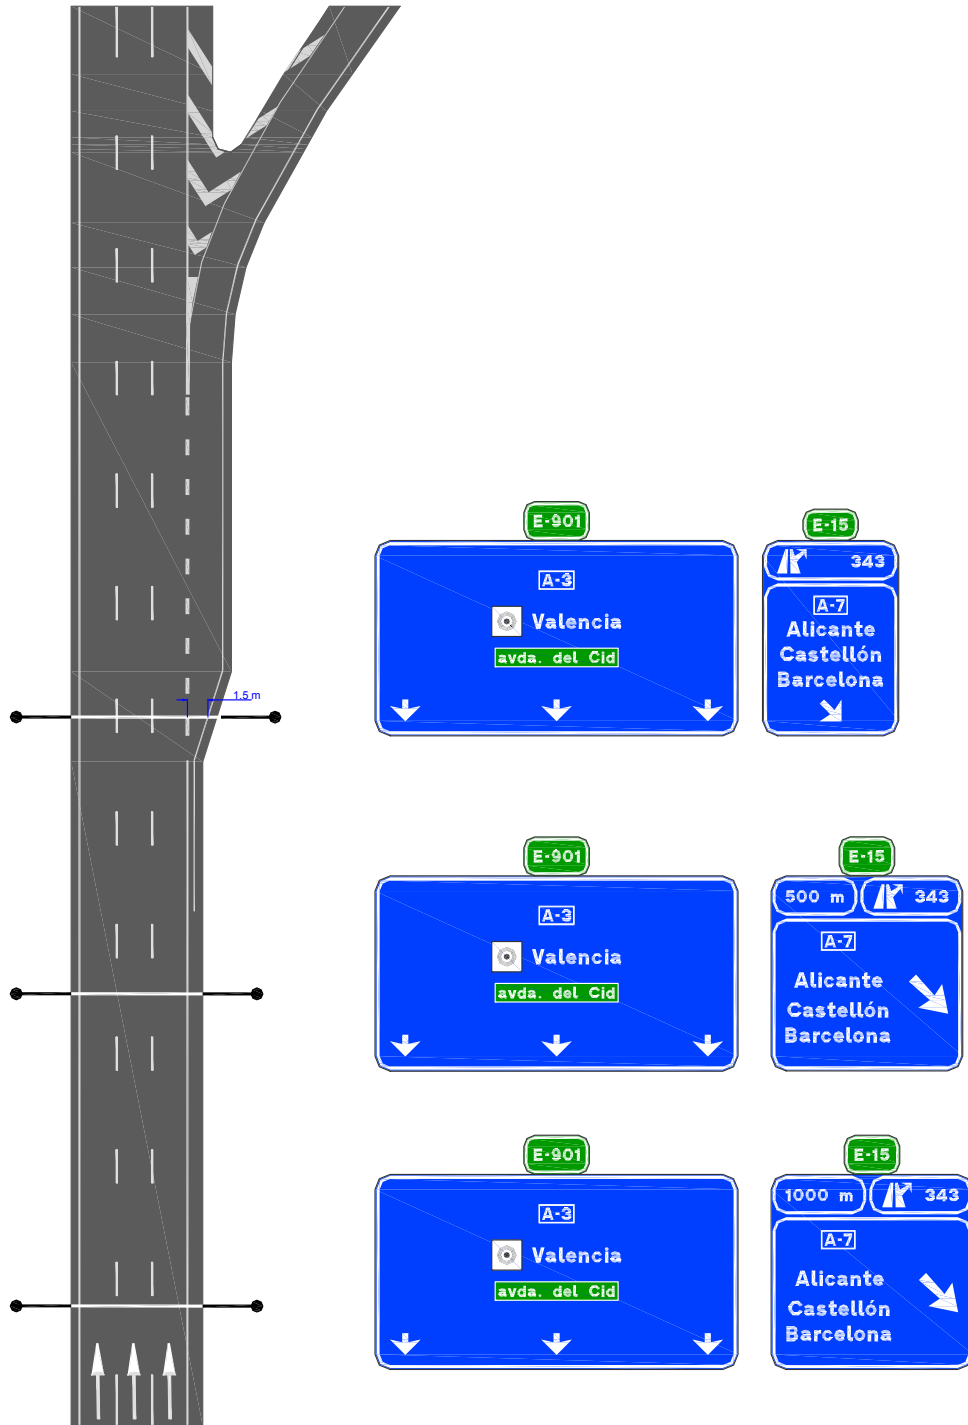 E-901
A-3
Valencia
avda. del Cid
E-15
343
A-7
Alicante
Castellón
Barcelona
1.5 m
E-901
A-3
Valencia
avda. del Cid
E-15
500 m
343
A-7
Alicante
Castellón
Barcelona
E-901
A-3
Valencia
avda. del Cid
E-15
1000 m
343
A-7
Alicante
Castellón
Barcelona